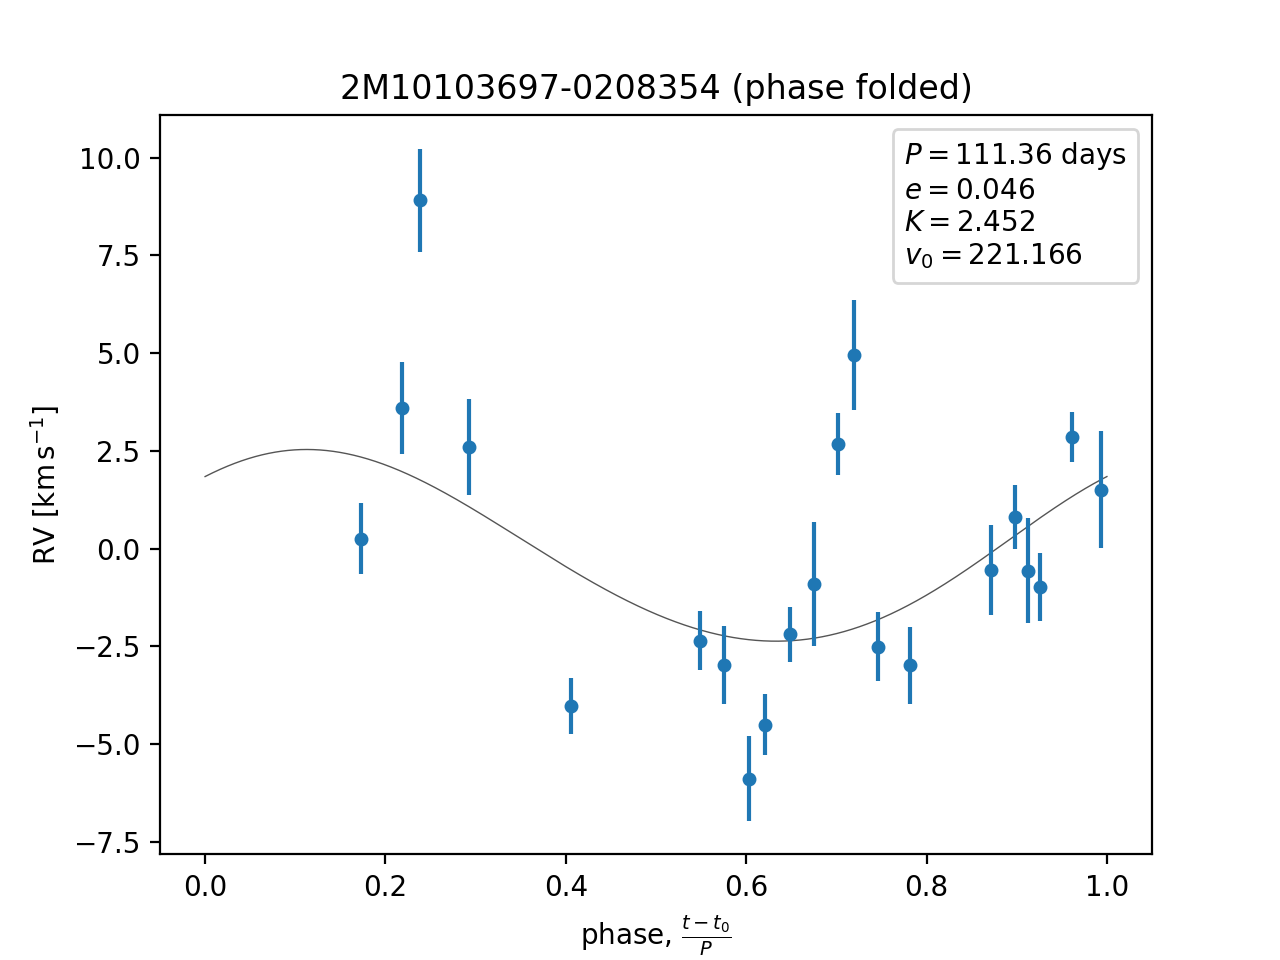 2M10103697-0208354 (phase folded)
P = 111.36 days
e = 0.046
K = 2.452
v₀ = 221.166
10.0
7.5
5.0
2.5
0.0
−2.5
−5.0
−7.5
RV [km s⁻¹]
0.0 0.2 0.4 0.6 0.8 1.0
phase, (t − t₀)/P